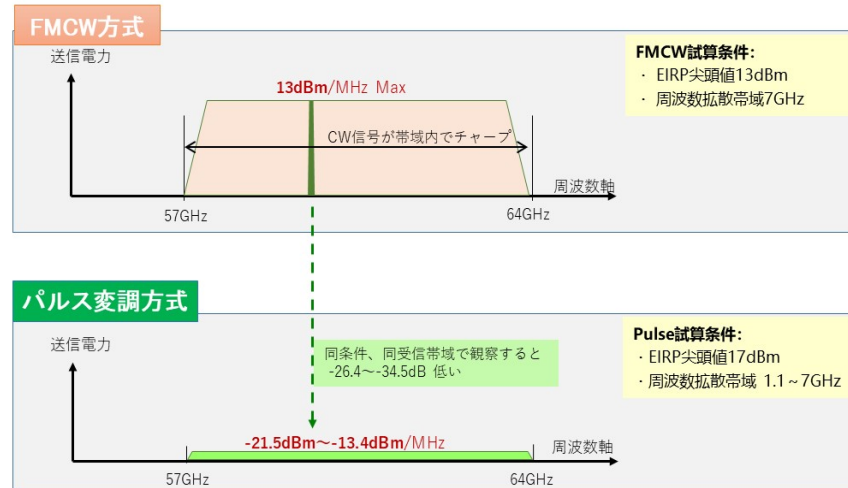 FMCW方式
送信電力
13dBm/MHz Max
CW信号が帯域内でチャープ
周波数軸
57GHz
64GHz
FMCW試算条件:
・ EIRP尖頭値13dBm
・ 周波数拡散帯域7GHz
パルス変調方式
送信電力
同条件、同受信帯域で観察すると
-26.4～-34.5dB 低い
-21.5dBm～-13.4dBm/MHz
周波数軸
57GHz
64GHz
Pulse試算条件:
・EIRP尖頭値17dBm
・周波数拡散帯域 1.1～7GHz